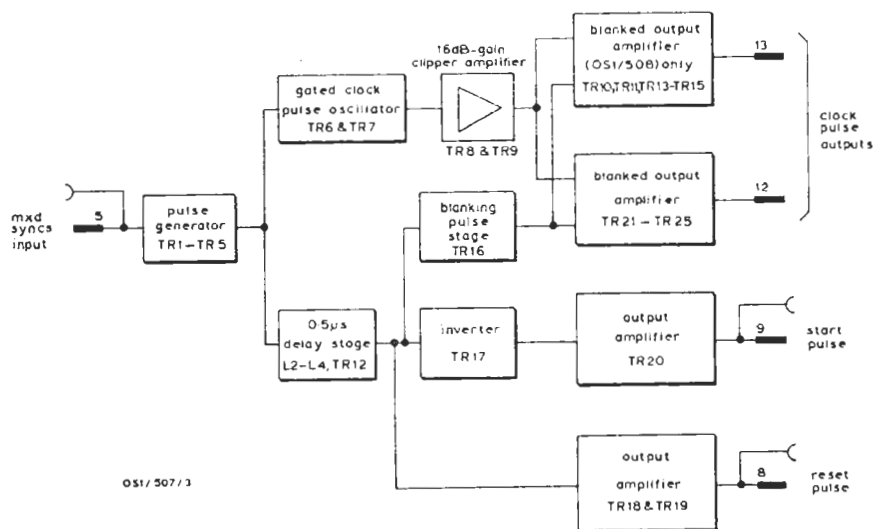 16dB-gain
clipper amplifier
TR8 & TR9
gated clock
pulse oscillator
TR6 & TR7
blanked output
amplifier
(OS1/508) only
TR10,TR11,TR13-TR15
13
clock
pulse
outputs
mxd
syncs
input
5
pulse
generator
TR1-TR5
blanking
pulse
stage
TR16
blanked output
amplifier
TR21-TR25
12
0·5µs
delay stage
L2-L4,TR12
inverter
TR17
output
amplifier
TR20
9
start
pulse
output
amplifier
TR18 & TR19
8
reset
pulse
OS1/507/3